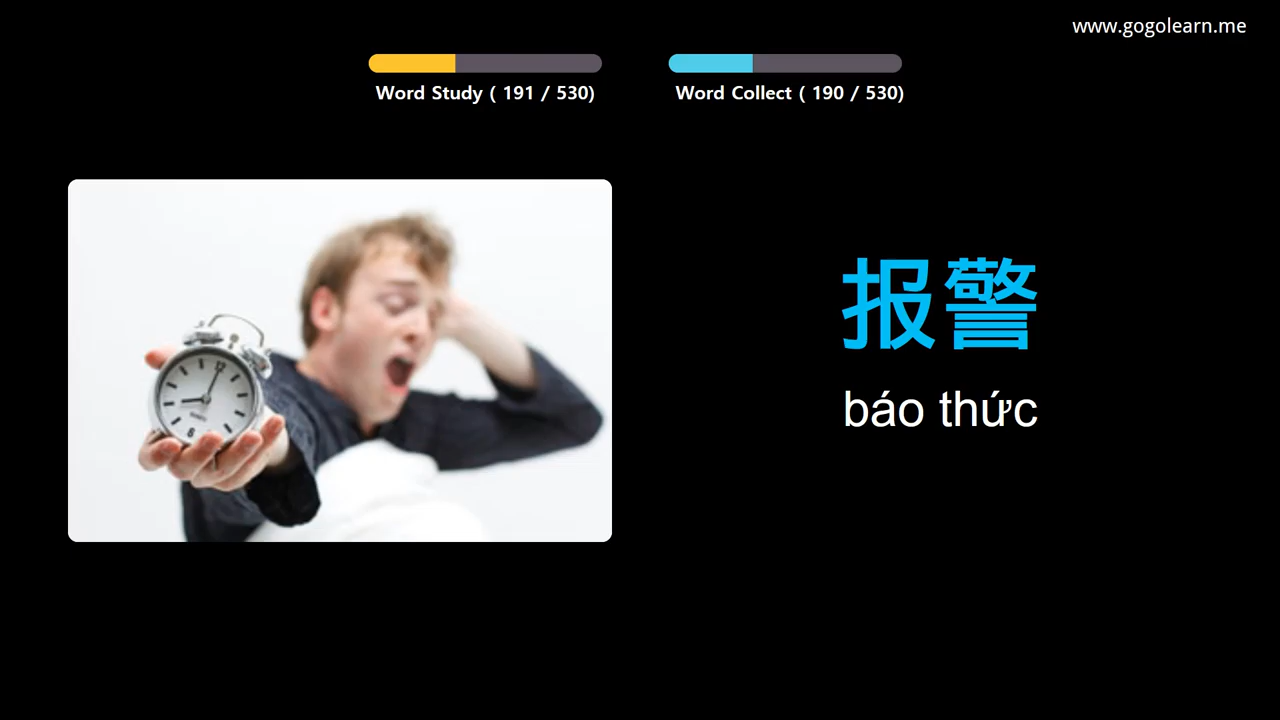 www.gogolearn.me
Word Study ( 191 / 530)
Word Collect ( 190 / 530)
报警
báo thức